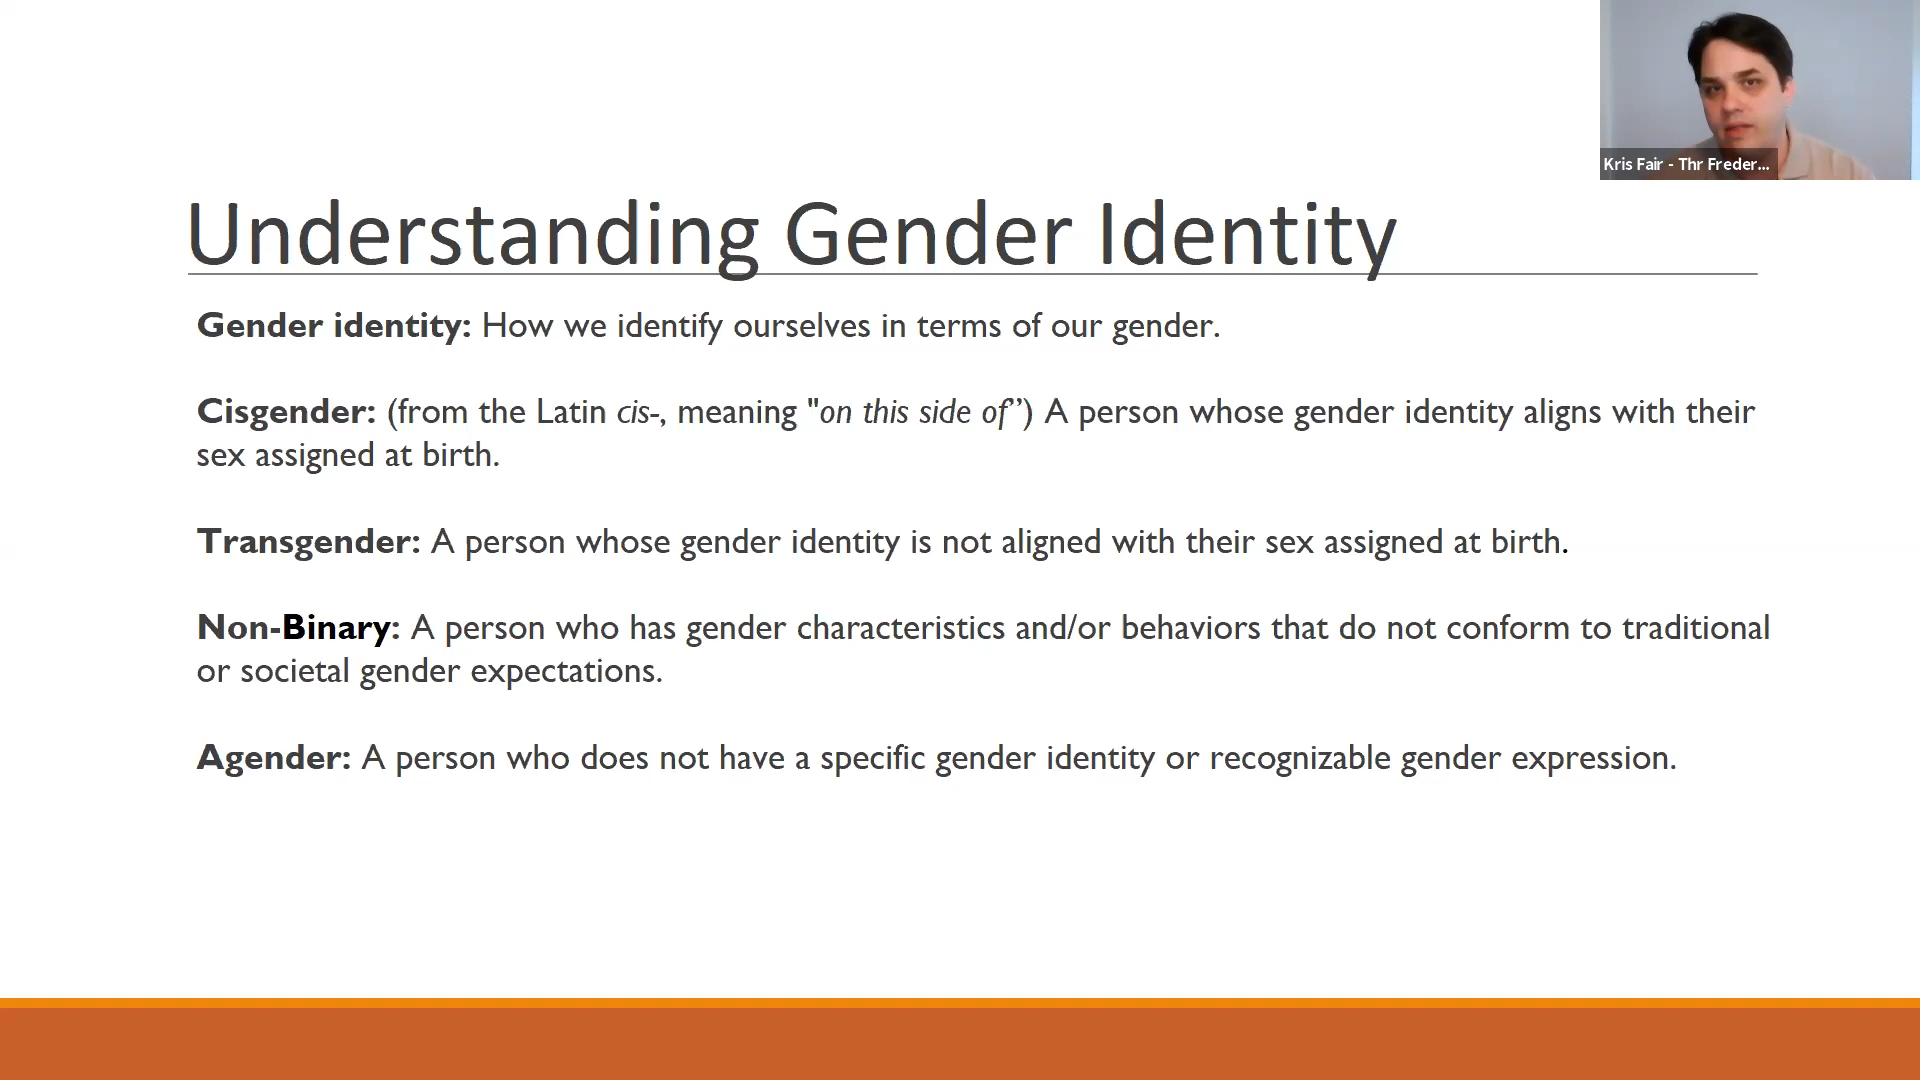 Kris Fair - Thr Freder...
Understanding Gender Identity
Gender identity: How we identify ourselves in terms of our gender.
Cisgender: (from the Latin cis-, meaning "on this side of”) A person whose gender identity aligns with their
sex assigned at birth.
Transgender: A person whose gender identity is not aligned with their sex assigned at birth.
Non-Binary: A person who has gender characteristics and/or behaviors that do not conform to traditional
or societal gender expectations.
Agender: A person who does not have a specific gender identity or recognizable gender expression.